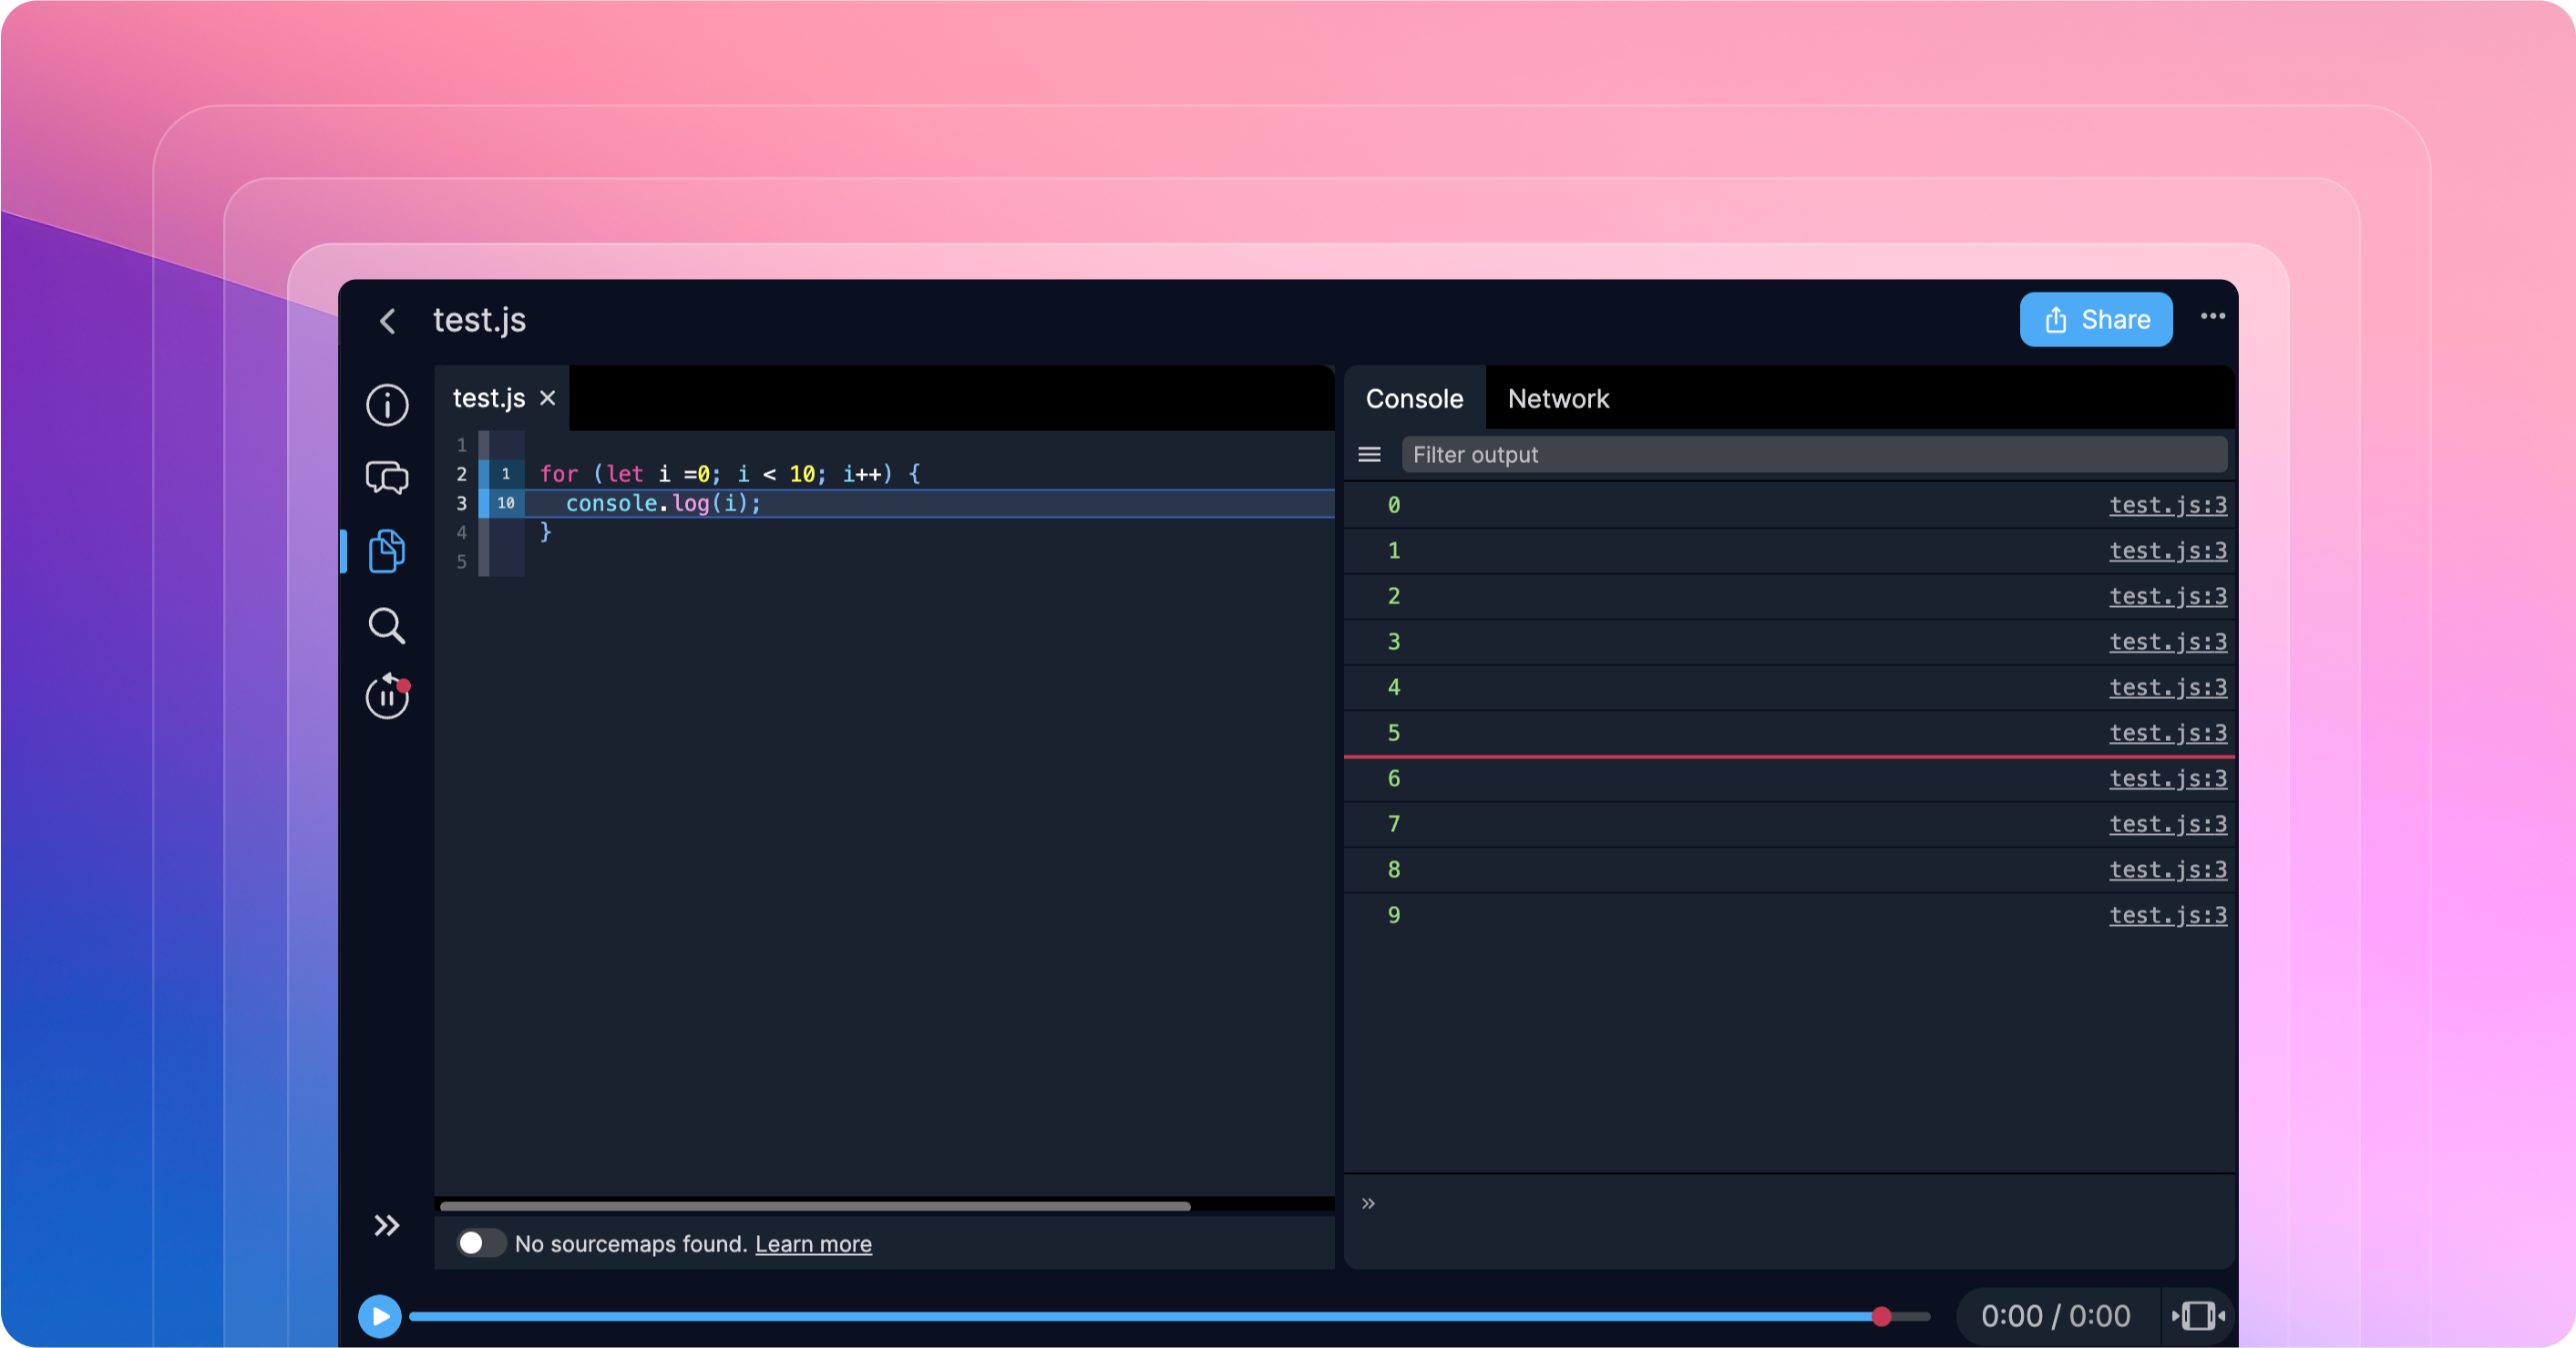 test.js
Share
test.js
1
2 1 for (let i =0; i < 10; i++) {
3 10 console.log(i);
4 }
5
No sourcemaps found. Learn more
Console Network
Filter output
0 test.js:3
1 test.js:3
2 test.js:3
3 test.js:3
4 test.js:3
5 test.js:3
6 test.js:3
7 test.js:3
8 test.js:3
9 test.js:3
0:00 / 0:00